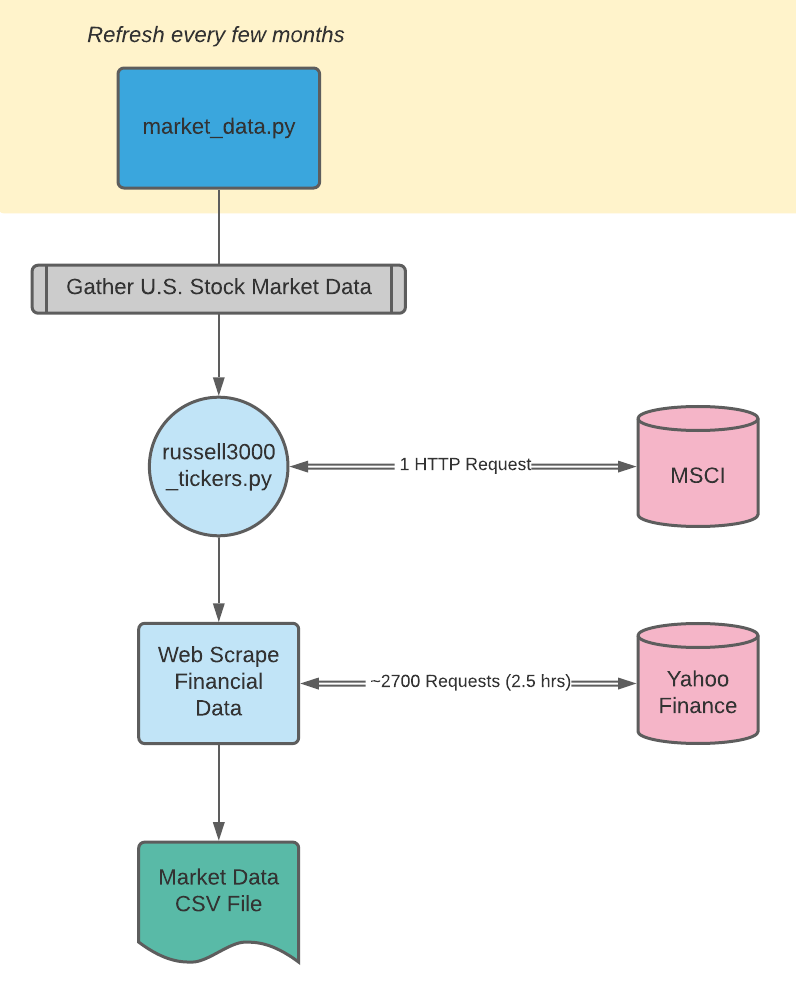 Refresh every few months
market_data.py
Gather U.S. Stock Market Data
russell3000
_tickers.py
1 HTTP Request
MSCI
Web Scrape
Financial
Data
~2700 Requests (2.5 hrs)
Yahoo
Finance
Market Data
CSV File